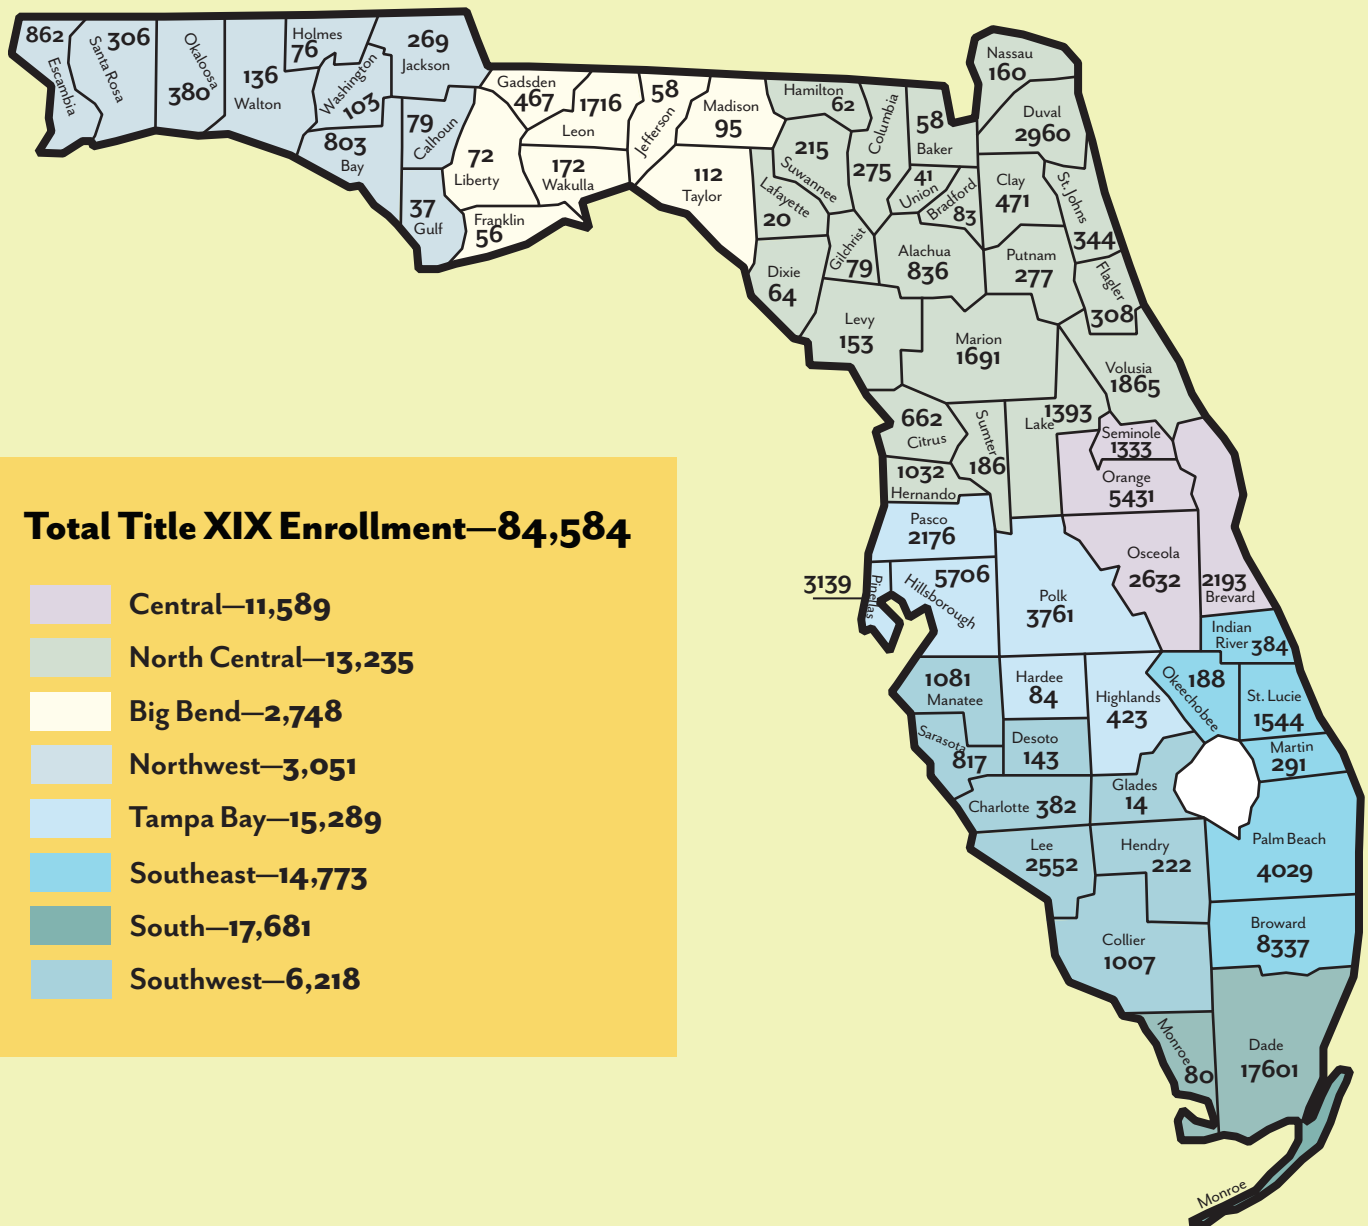 862
Escambia
306
Santa Rosa
Okaloosa
380
136
Walton
Holmes
76
Washington
103
269
Jackson
803
Bay
79
Calhoun
37
Gulf
Gadsden
467
1716
Leon
72
Liberty
172
Wakulla
Franklin
56
58
Jefferson
Madison
95
112
Taylor
Hamilton
62
215
Suwannee
Lafayette
20
Columbia
275
58
Baker
Nassau
160
Duval
2960
41
Union
Bradford
83
Clay
471
St. Johns
344
Dixie
64
Gilchrist
79
Alachua
836
Putnam
277
Flagler
308
Levy
153
Marion
1691
Volusia
1865
662
Citrus
Sumter
186
Lake
1393
Seminole
1333
1032
Hernando
Orange
5431
Pasco
2176
3139
Pinellas
5706
Hillsborough
Polk
3761
Osceola
2632
2193
Brevard
Indian
River 384
1081
Manatee
Hardee
84
Highlands
423
188
Okeechobee
St. Lucie
1544
Sarasota
817
Desoto
143
Martin
291
Charlotte 382
Glades
14
Lee
2552
Hendry
222
Palm Beach
4029
Collier
1007
Broward
8337
Monroe
80
Dade
17601
Monroe
Total Title XIX Enrollment—84,584
Central—11,589
North Central—13,235
Big Bend—2,748
Northwest—3,051
Tampa Bay—15,289
Southeast—14,773
South—17,681
Southwest—6,218